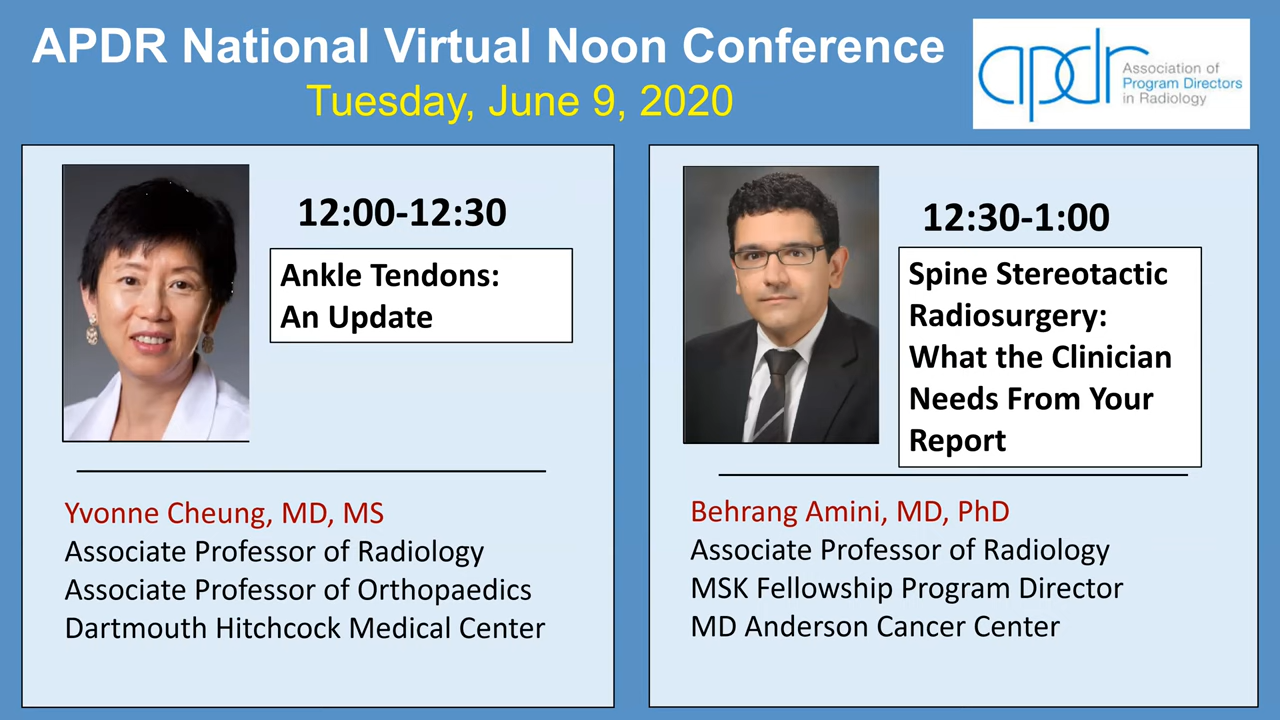 APDR National Virtual Noon Conference
Tuesday, June 9, 2020
apdr
Association of
Program Directors
in Radiology
12:00-12:30
Ankle Tendons:
An Update
Yvonne Cheung, MD, MS
Associate Professor of Radiology
Associate Professor of Orthopaedics
Dartmouth Hitchcock Medical Center
12:30-1:00
Spine Stereotactic
Radiosurgery:
What the Clinician
Needs From Your
Report
Behrang Amini, MD, PhD
Associate Professor of Radiology
MSK Fellowship Program Director
MD Anderson Cancer Center